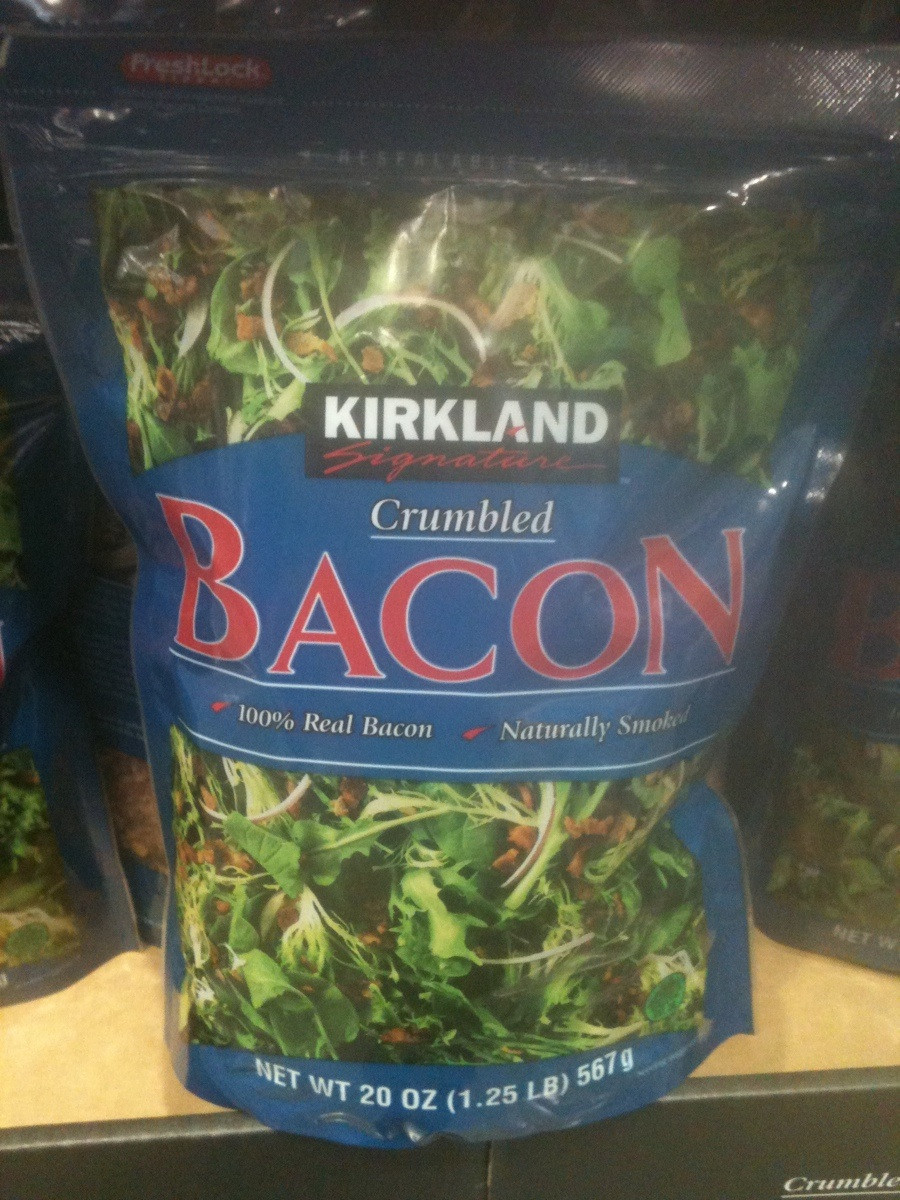 FreshLock
KIRKLAND
Signature
Crumbled
BACON
100% Real Bacon Naturally Smoked
NET WT 20 OZ (1.25 LB) 567g
NET W
Crumble